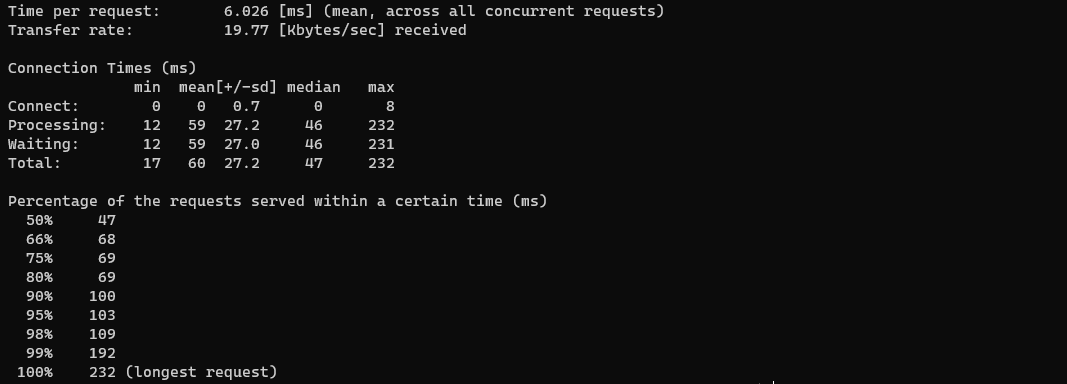 Time per request:       6.026 [ms] (mean, across all concurrent requests)
Transfer rate:          19.77 [Kbytes/sec] received

Connection Times (ms)
              min  mean[+/-sd] median   max
Connect:        0    0   0.7      0       8
Processing:    12   59  27.2     46     232
Waiting:       12   59  27.0     46     231
Total:         17   60  27.2     47     232

Percentage of the requests served within a certain time (ms)
  50%     47
  66%     68
  75%     69
  80%     69
  90%    100
  95%    103
  98%    109
  99%    192
 100%    232 (longest request)